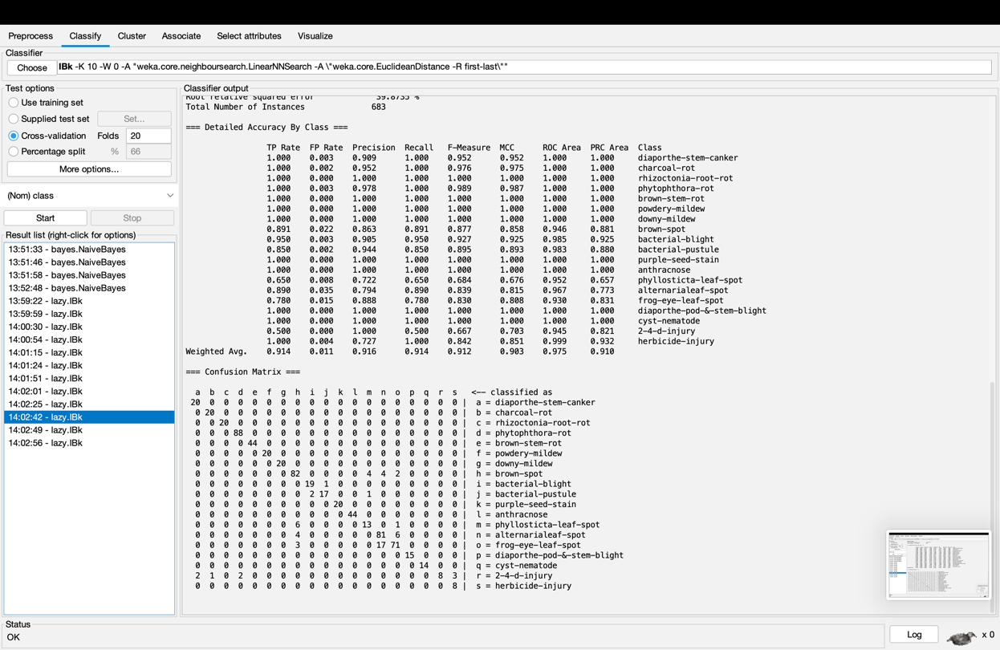 Preprocess Classify Cluster Associate Select attributes Visualize
Classifier
Choose IBk -K 10 -W 0 -A "weka.core.neighboursearch.LinearNNSearch -A \"weka.core.EuclideanDistance -R first-last\""
Test options
Use training set
Supplied test set Set...
Cross-validation Folds 20
Percentage split % 66
More options...
(Nom) class
Start Stop
Result list (right-click for options)
13:51:33 - bayes.NaiveBayes
13:51:46 - bayes.NaiveBayes
13:51:58 - bayes.NaiveBayes
13:52:48 - bayes.NaiveBayes
13:59:22 - lazy.IBk
13:59:59 - lazy.IBk
14:00:30 - lazy.IBk
14:00:54 - lazy.IBk
14:01:15 - lazy.IBk
14:01:24 - lazy.IBk
14:01:51 - lazy.IBk
14:02:01 - lazy.IBk
14:02:25 - lazy.IBk
14:02:42 - lazy.IBk
14:02:49 - lazy.IBk
14:02:56 - lazy.IBk
Classifier output
Root relative squared error 39.8735 %
Total Number of Instances 683
=== Detailed Accuracy By Class ===
TP Rate FP Rate Precision Recall F-Measure MCC ROC Area PRC Area Class
1.000 0.003 0.909 1.000 0.952 0.952 1.000 1.000 diaporthe-stem-canker
1.000 0.002 0.952 1.000 0.976 0.975 1.000 1.000 charcoal-rot
1.000 0.000 1.000 1.000 1.000 1.000 1.000 1.000 rhizoctonia-root-rot
1.000 0.003 0.978 1.000 0.989 0.987 1.000 1.000 phytophthora-rot
1.000 0.000 1.000 1.000 1.000 1.000 1.000 1.000 brown-stem-rot
1.000 0.000 1.000 1.000 1.000 1.000 1.000 1.000 powdery-mildew
1.000 0.000 1.000 1.000 1.000 1.000 1.000 1.000 downy-mildew
0.891 0.022 0.863 0.891 0.877 0.858 0.946 0.881 brown-spot
0.950 0.003 0.905 0.950 0.927 0.925 0.985 0.925 bacterial-blight
0.850 0.002 0.944 0.850 0.895 0.893 0.983 0.880 bacterial-pustule
1.000 0.000 1.000 1.000 1.000 1.000 1.000 1.000 purple-seed-stain
1.000 0.000 1.000 1.000 1.000 1.000 1.000 1.000 anthracnose
0.650 0.008 0.722 0.650 0.684 0.676 0.952 0.657 phyllosticta-leaf-spot
0.890 0.035 0.794 0.890 0.839 0.815 0.967 0.773 alternarialeaf-spot
0.780 0.015 0.888 0.780 0.830 0.808 0.930 0.831 frog-eye-leaf-spot
1.000 0.000 1.000 1.000 1.000 1.000 1.000 1.000 diaporthe-pod-&-stem-blight
1.000 0.000 1.000 1.000 1.000 1.000 1.000 1.000 cyst-nematode
0.500 0.000 1.000 0.500 0.667 0.703 0.945 0.821 2-4-d-injury
1.000 0.004 0.727 1.000 0.842 0.851 0.999 0.932 herbicide-injury
Weighted Avg. 0.914 0.011 0.916 0.914 0.912 0.903 0.975 0.910
=== Confusion Matrix ===
a b c d e f g h i j k l m n o p q r s <-- classified as
20 0 0 0 0 0 0 0 0 0 0 0 0 0 0 0 0 0 0 | a = diaporthe-stem-canker
0 20 0 0 0 0 0 0 0 0 0 0 0 0 0 0 0 0 0 | b = charcoal-rot
0 0 20 0 0 0 0 0 0 0 0 0 0 0 0 0 0 0 0 | c = rhizoctonia-root-rot
0 0 0 88 0 0 0 0 0 0 0 0 0 0 0 0 0 0 0 | d = phytophthora-rot
0 0 0 0 44 0 0 0 0 0 0 0 0 0 0 0 0 0 0 | e = brown-stem-rot
0 0 0 0 0 20 0 0 0 0 0 0 0 0 0 0 0 0 0 | f = powdery-mildew
0 0 0 0 0 0 20 0 0 0 0 0 0 0 0 0 0 0 0 | g = downy-mildew
0 0 0 0 0 0 0 82 0 0 0 0 4 4 2 0 0 0 0 | h = brown-spot
0 0 0 0 0 0 0 0 19 1 0 0 0 0 0 0 0 0 0 | i = bacterial-blight
0 0 0 0 0 0 0 0 2 17 0 0 1 0 0 0 0 0 0 | j = bacterial-pustule
0 0 0 0 0 0 0 0 0 0 20 0 0 0 0 0 0 0 0 | k = purple-seed-stain
0 0 0 0 0 0 0 0 0 0 0 44 0 0 0 0 0 0 0 | l = anthracnose
0 0 0 0 0 0 0 6 0 0 0 0 13 0 1 0 0 0 0 | m = phyllosticta-leaf-spot
0 0 0 0 0 0 0 4 0 0 0 0 0 81 6 0 0 0 0 | n = alternarialeaf-spot
0 0 0 0 0 0 0 3 0 0 0 0 0 17 71 0 0 0 0 | o = frog-eye-leaf-spot
0 0 0 0 0 0 0 0 0 0 0 0 0 0 0 15 0 0 0 | p = diaporthe-pod-&-stem-blight
0 0 0 0 0 0 0 0 0 0 0 0 0 0 0 0 14 0 0 | q = cyst-nematode
2 1 0 2 0 0 0 0 0 0 0 0 0 0 0 0 0 8 3 | r = 2-4-d-injury
0 0 0 0 0 0 0 0 0 0 0 0 0 0 0 0 0 0 8 | s = herbicide-injury
Status
OK
Log x 0